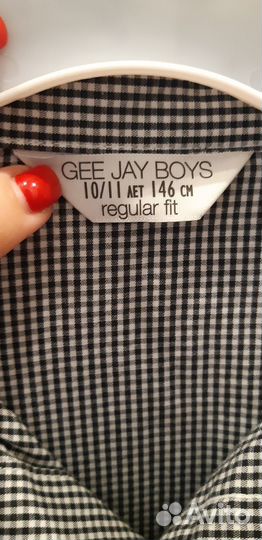 GEE JAY BOYS
10/11 ЛЕТ 146 СМ
regular fit
Avito